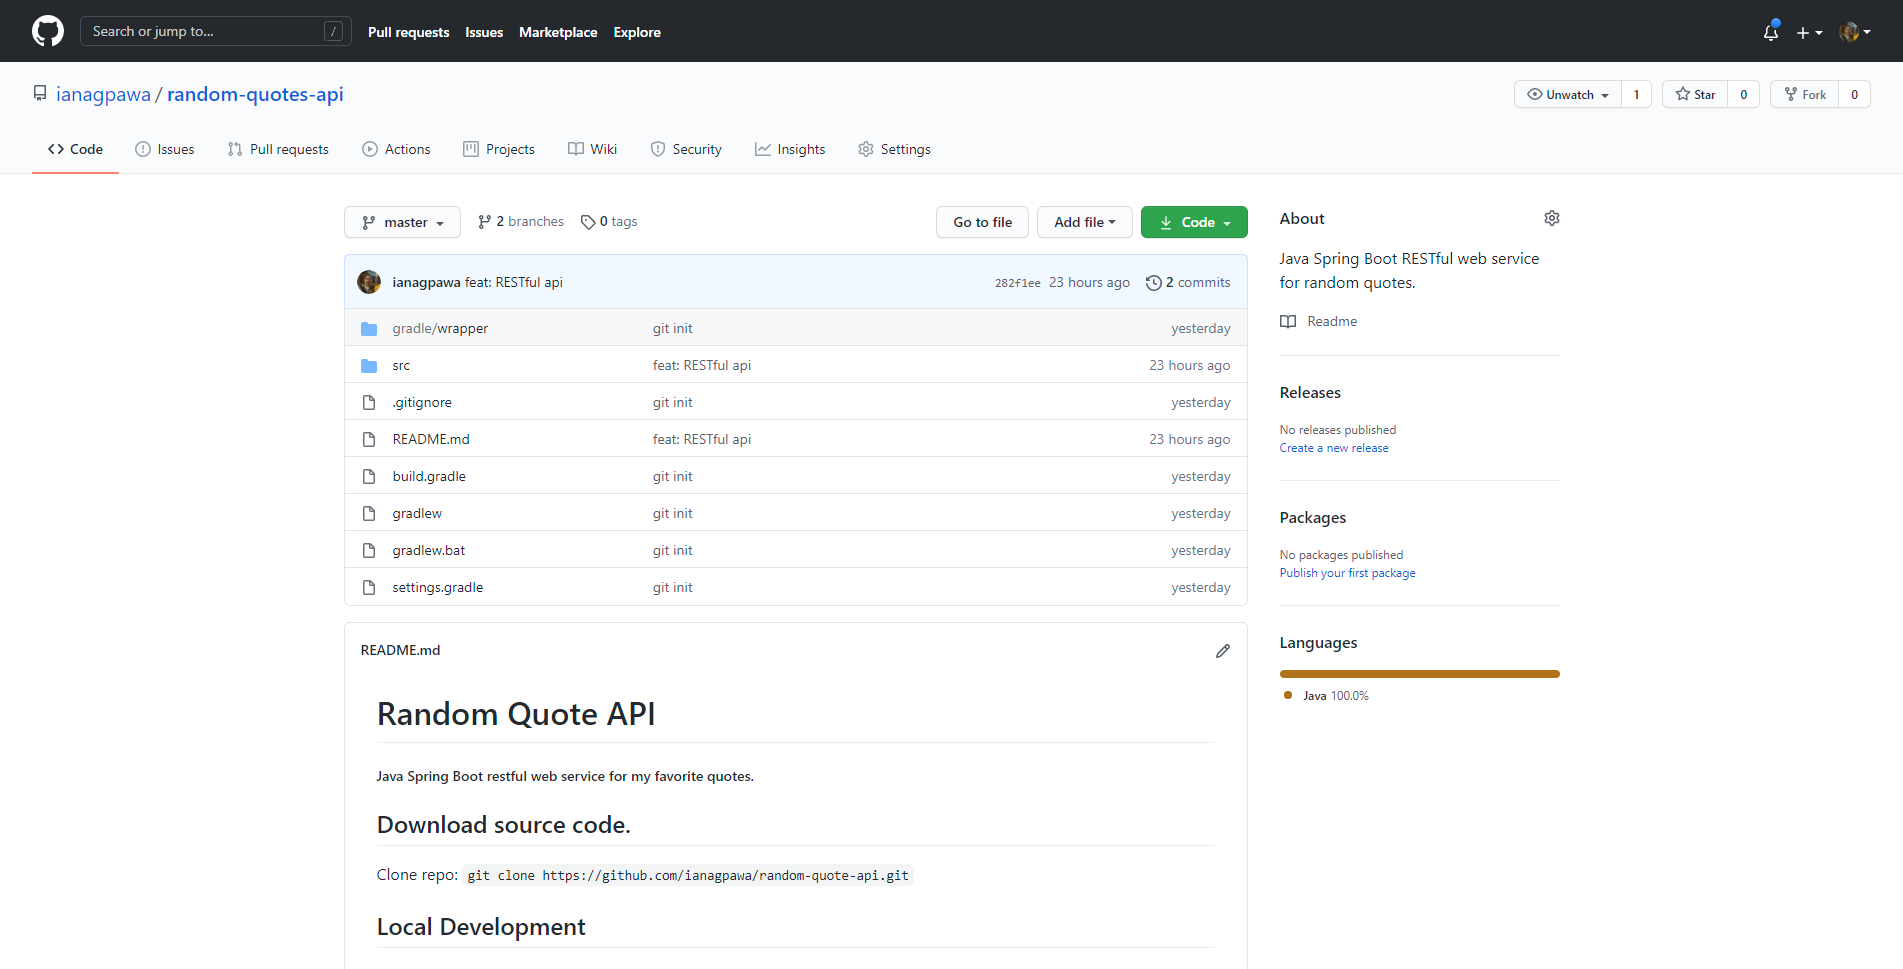 Search or jump to... /
Pull requests Issues Marketplace Explore
ianagpawa / random-quotes-api
Unwatch 1 Star 0 Fork 0
Code Issues Pull requests Actions Projects Wiki Security Insights Settings
master 2 branches 0 tags Go to file Add file Code
ianagpawa feat: RESTful api 282f1ee 23 hours ago 2 commits
gradle/wrapper git init yesterday
src feat: RESTful api 23 hours ago
.gitignore git init yesterday
README.md feat: RESTful api 23 hours ago
build.gradle git init yesterday
gradlew git init yesterday
gradlew.bat git init yesterday
settings.gradle git init yesterday
README.md
Random Quote API
Java Spring Boot restful web service for my favorite quotes.
Download source code.
Clone repo: git clone https://github.com/ianagpawa/random-quote-api.git
Local Development
About
Java Spring Boot RESTful web service
for random quotes.
Readme
Releases
No releases published
Create a new release
Packages
No packages published
Publish your first package
Languages
Java 100.0%